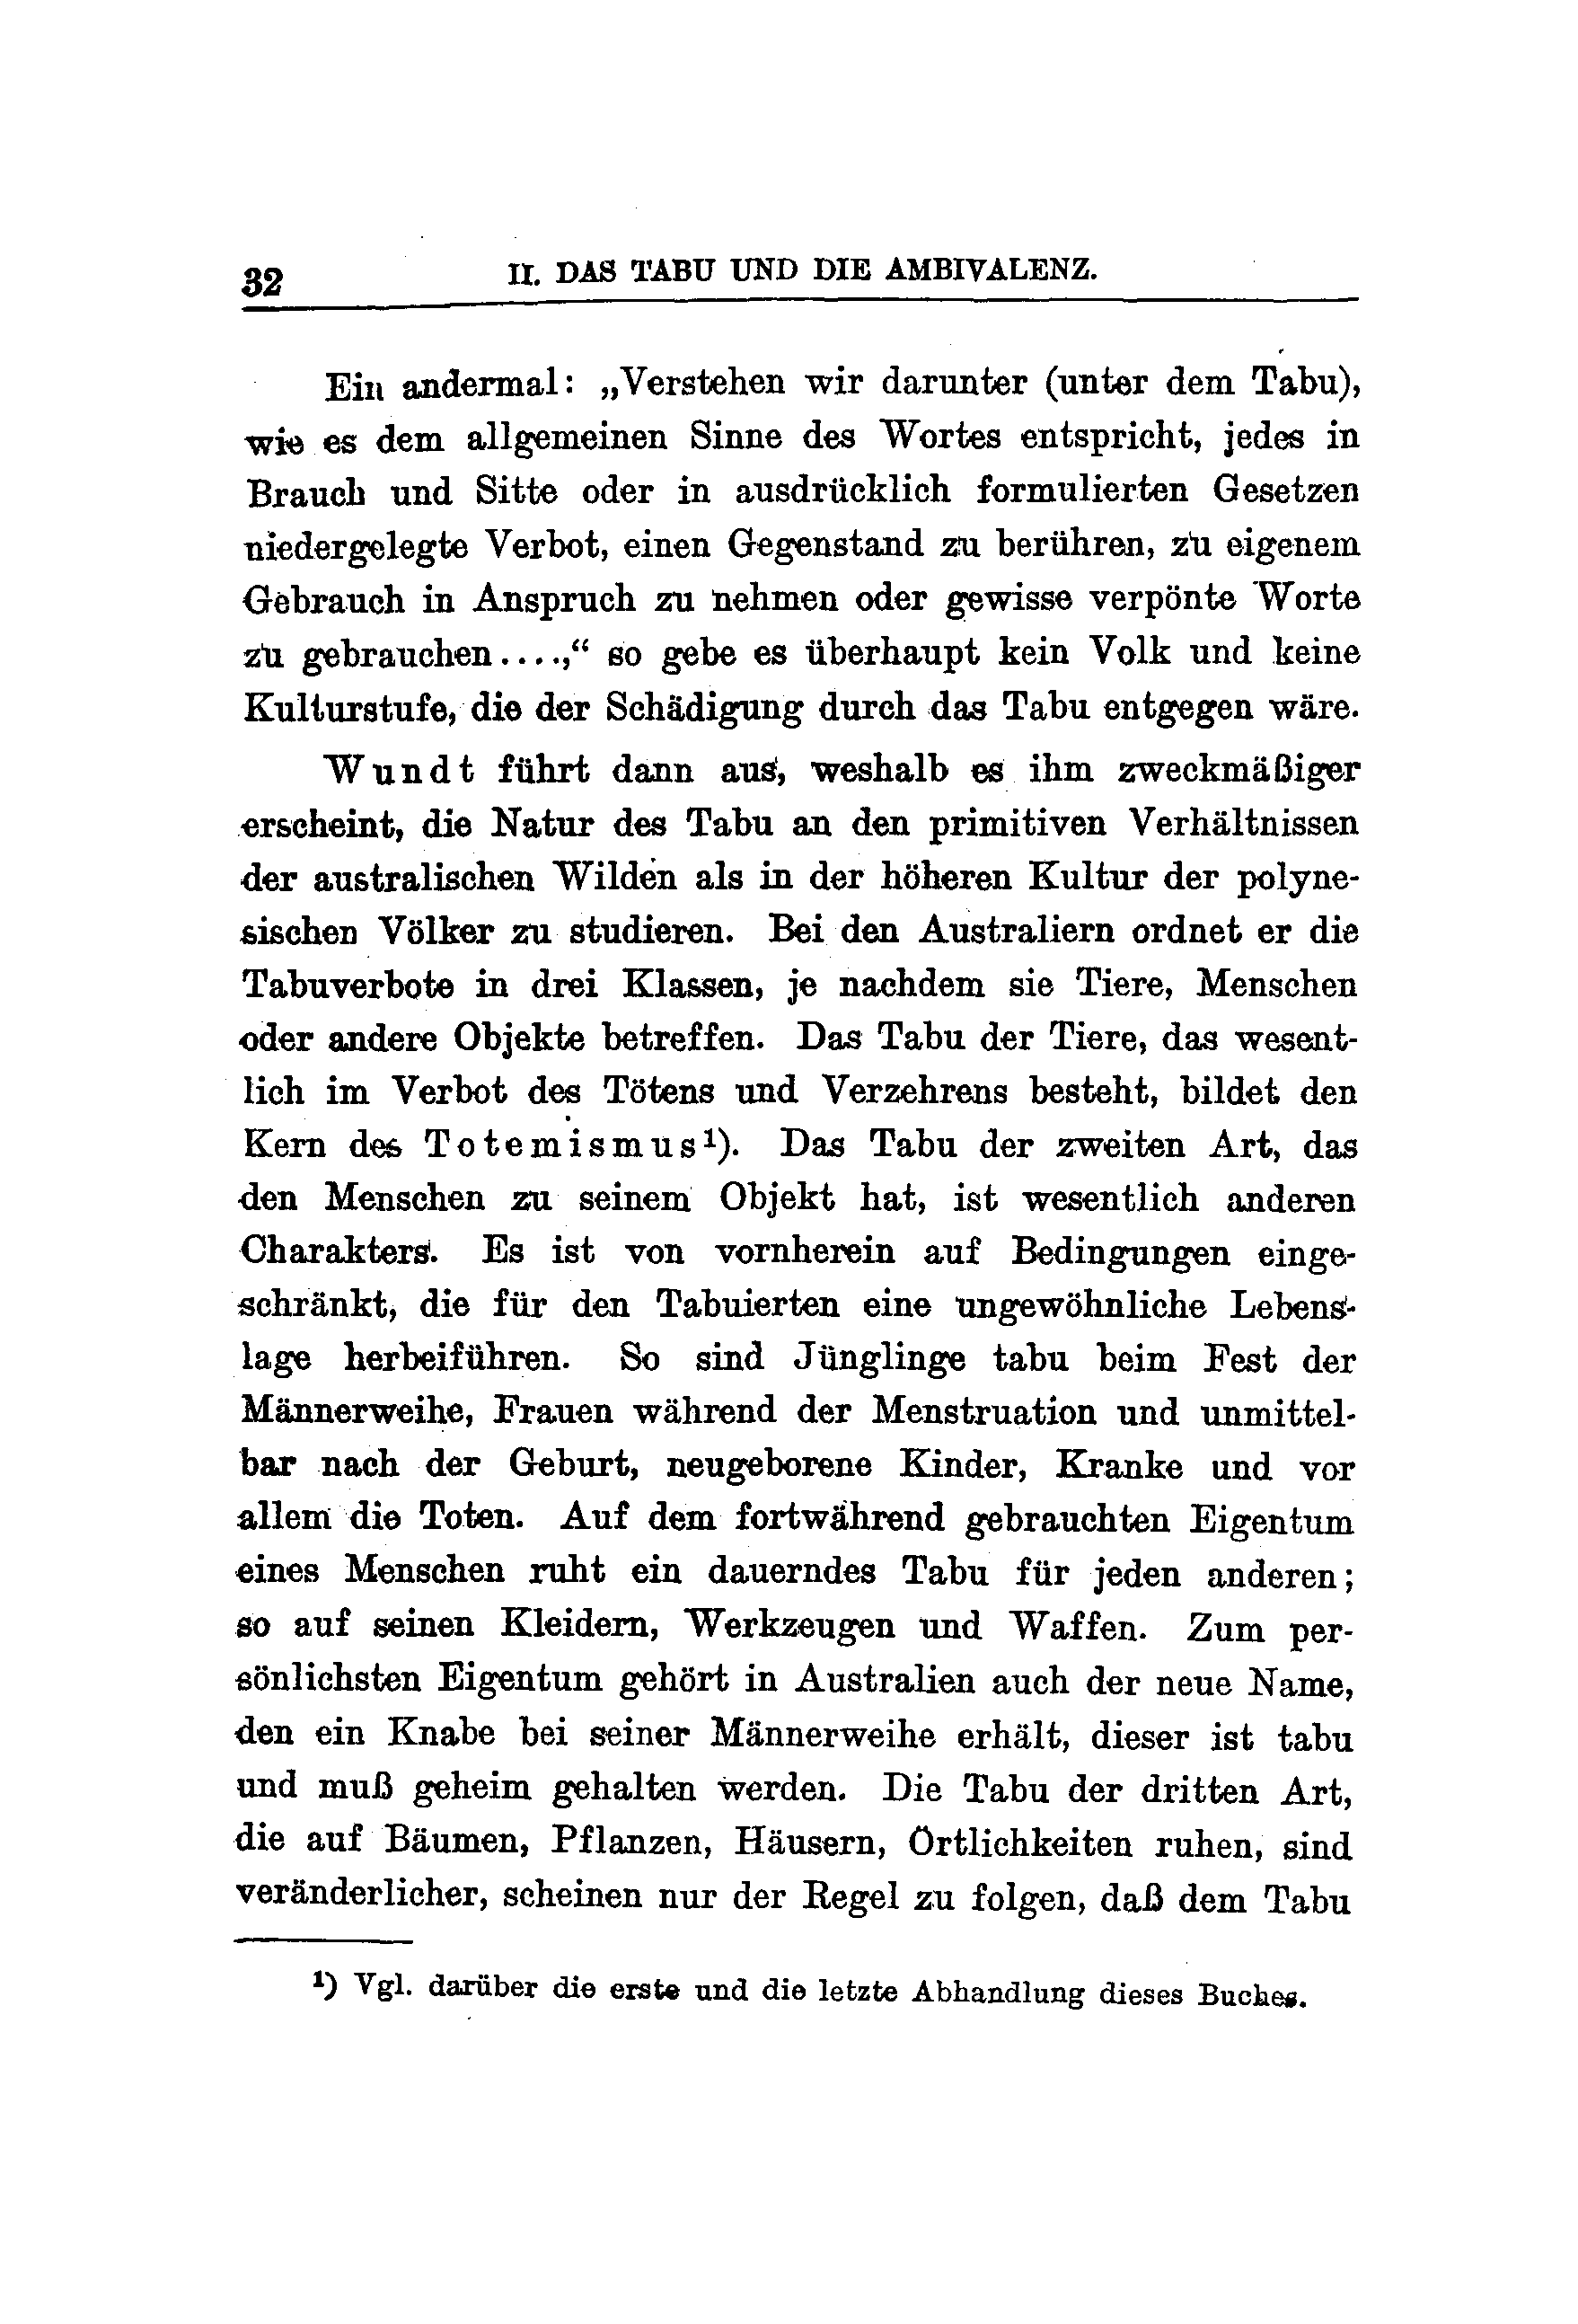 32 II. DAS TABU UND DIE AMBIVALENZ.
Ein andermal: „Verstehen wir darunter (unter dem Tabu),
wie es dem allgemeinen Sinne des Wortes entspricht, jedes in
Brauch und Sitte oder in ausdrücklich formulierten Gesetzen
niedergelegte Verbot, einen Gegenstand zu berühren, zu eigenem
Gebrauch in Anspruch zu nehmen oder gewisse verpönte Worte
zu gebrauchen....,“ so gebe es überhaupt kein Volk und keine
Kulturstufe, die der Schädigung durch das Tabu entgegen wäre.
Wundt führt dann aus, weshalb es ihm zweckmäßiger
erscheint, die Natur des Tabu an den primitiven Verhältnissen
der australischen Wilden als in der höheren Kultur der polyne-
sischen Völker zu studieren. Bei den Australiern ordnet er die
Tabuverbote in drei Klassen, je nachdem sie Tiere, Menschen
oder andere Objekte betreffen. Das Tabu der Tiere, das wesent-
lich im Verbot des Tötens und Verzehrens besteht, bildet den
Kern des Totemismus¹). Das Tabu der zweiten Art, das
den Menschen zu seinem Objekt hat, ist wesentlich anderen
Charakters. Es ist von vornherein auf Bedingungen einge-
schränkt, die für den Tabuierten eine ungewöhnliche Lebens-
lage herbeiführen. So sind Jünglinge tabu beim Fest der
Männerweihe, Frauen während der Menstruation und unmittel-
bar nach der Geburt, neugeborene Kinder, Kranke und vor
allem die Toten. Auf dem fortwährend gebrauchten Eigentum
eines Menschen ruht ein dauerndes Tabu für jeden anderen;
so auf seinen Kleidern, Werkzeugen und Waffen. Zum per-
sönlichsten Eigentum gehört in Australien auch der neue Name,
den ein Knabe bei seiner Männerweihe erhält, dieser ist tabu
und muß geheim gehalten werden. Die Tabu der dritten Art,
die auf Bäumen, Pflanzen, Häusern, Örtlichkeiten ruhen, sind
veränderlicher, scheinen nur der Regel zu folgen, daß dem Tabu
¹) Vgl. darüber die erste und die letzte Abhandlung dieses Buches.